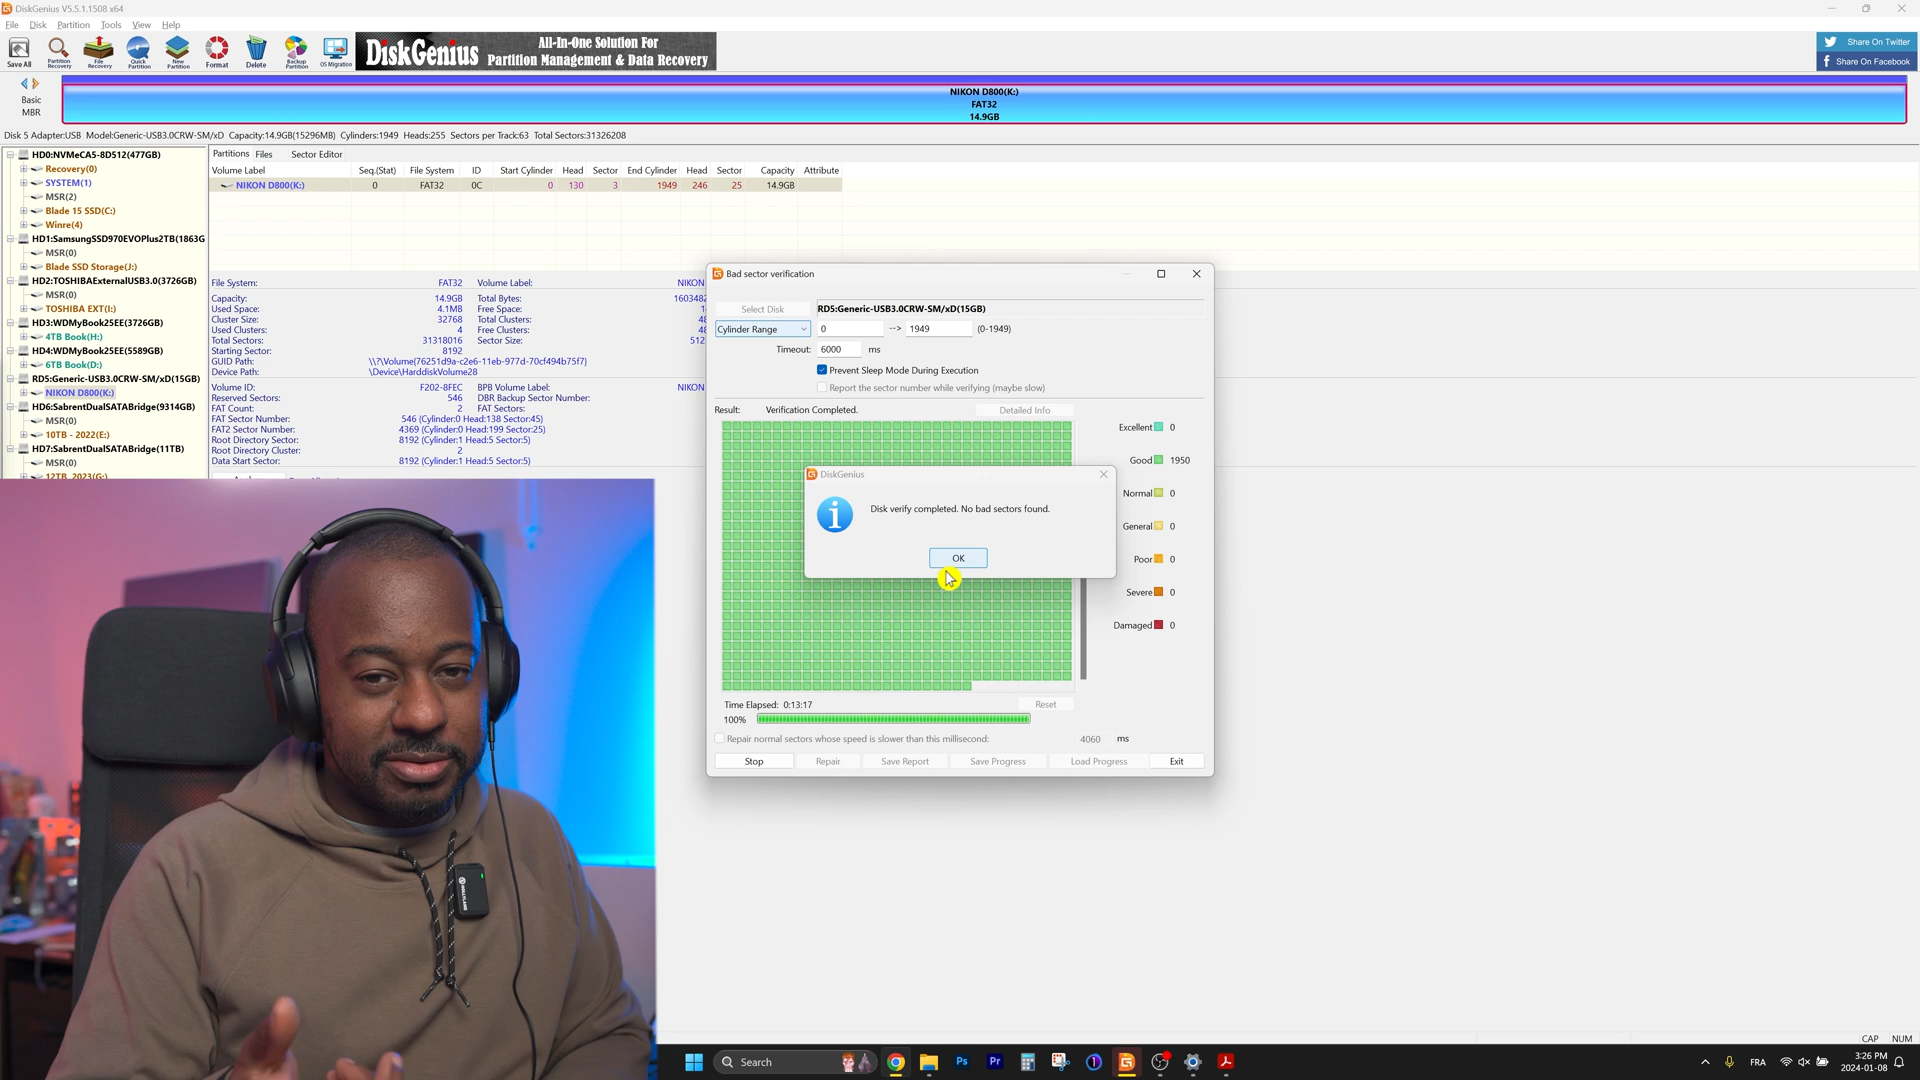 DiskGenius V5.5.1.1508 x64
File Disk Partition Tools View Help
Save All
Partition Recovery
File Recovery
Quick Partition
New Partition
Format
Delete
Backup Partition
OS Migration
DiskGenius
All-In-One Solution For
Partition Management & Data Recovery
Share On Twitter
Share On Facebook
Basic
MBR
NIKON D800(K:)
FAT32
14.9GB
Disk 5 Adapter:USB Model:Generic-USB3.0CRW-SM/xD Capacity:14.9GB(15296MB) Cylinders:1949 Heads:255 Sectors per Track:63 Total Sectors:31326208
HD0:NVMeCA5-8D512(477GB)
Recovery(0)
SYSTEM(1)
MSR(2)
Blade 15 SSD(C:)
Winre(4)
HD1:SamsungSSD970EVOPlus2TB(1863G
MSR(0)
Blade SSD Storage(J:)
HD2:TOSHIBAExternalUSB3.0(3726GB)
MSR(0)
TOSHIBA EXT(I:)
HD3:WDMyBook25EE(3726GB)
4TB Book(H:)
HD4:WDMyBook25EE(5589GB)
6TB Book(D:)
RD5:Generic-USB3.0CRW-SM/xD(15GB)
NIKON D800(K:)
HD6:SabrentDualSATABridge(9314GB)
MSR(0)
10TB - 2022(E:)
HD7:SabrentDualSATABridge(11TB)
MSR(0)
12TB 2023(G:)
Partitions Files Sector Editor
Volume Label Seq.(Stat) File System ID Start Cylinder Head Sector End Cylinder Head Sector Capacity Attribute
NIKON D800(K:) 0 FAT32 0C 0 130 3 1949 246 25 14.9GB
File System: FAT32 Volume Label: NIKON
Capacity: 14.9GB Total Bytes: 1603482
Used Space: 4.1MB Free Space: 1
Cluster Size: 32768 Total Clusters: 48
Used Clusters: 4 Free Clusters: 48
Total Sectors: 31318016 Sector Size: 512
Starting Sector: 8192
GUID Path: \\?\Volume{76251d9a-c2e6-11eb-977d-70cf494b75f7}
Device Path: \Device\HarddiskVolume28
Volume ID: F202-8FEC BPB Volume Label: NIKON
Reserved Sectors: 546 DBR Backup Sector Number:
FAT Count: 2 FAT Sectors:
FAT Sector Number: 546 (Cylinder:0 Head:138 Sector:45)
FAT2 Sector Number: 4369 (Cylinder:0 Head:199 Sector:25)
Root Directory Sector: 8192 (Cylinder:1 Head:5 Sector:5)
Root Directory Cluster: 2
Data Start Sector: 8192 (Cylinder:1 Head:5 Sector:5)
Bad sector verification
Select Disk RD5:Generic-USB3.0CRW-SM/xD(15GB)
Cylinder Range 0 --> 1949 (0-1949)
Timeout: 6000 ms
Prevent Sleep Mode During Execution
Report the sector number while verifying (maybe slow)
Result: Verification Completed. Detailed Info
Excellent 0
Good 1950
Normal 0
General 0
Poor 0
Severe 0
Damaged 0
DiskGenius
Disk verify completed. No bad sectors found.
OK
Time Elapsed: 0:13:17 Reset
100%
Repair normal sectors whose speed is slower than this millisecond: 4060 ms
Stop Repair Save Report Save Progress Load Progress Exit
HOLLYLAND
CAP NUM
Search
Ps
Pr
FRA
3:26 PM
2024-01-08